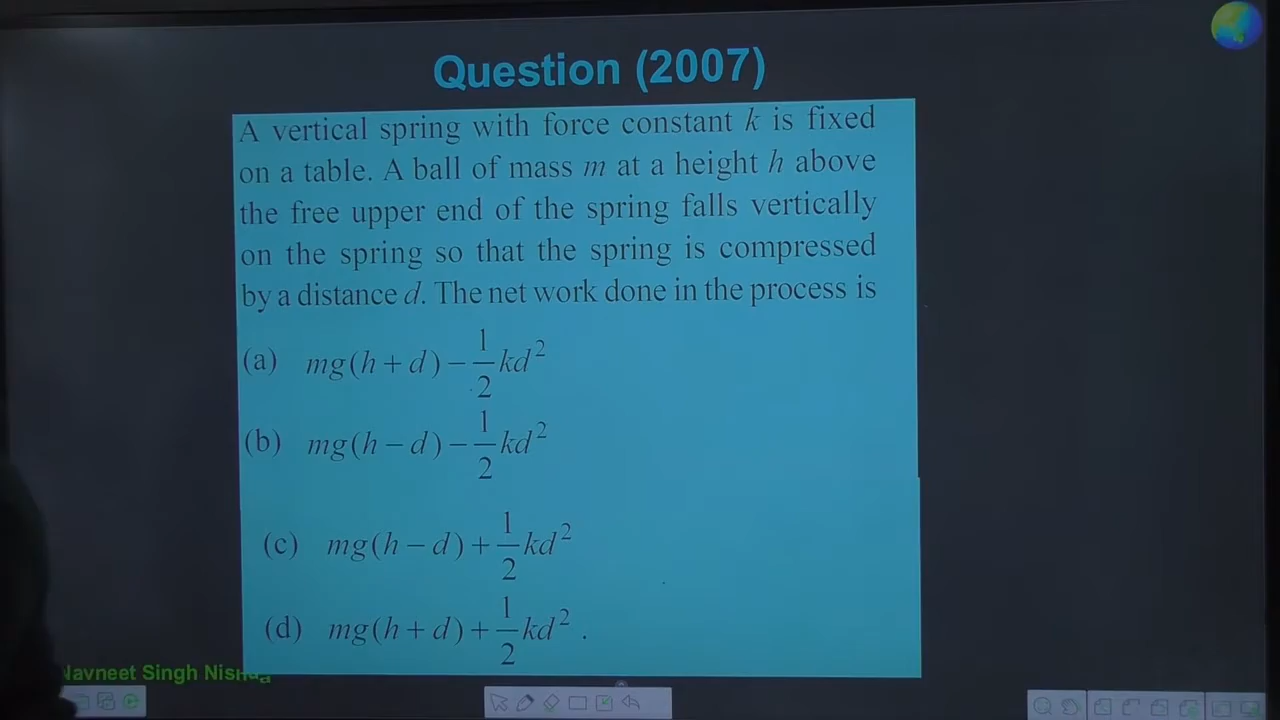 Question (2007)
A vertical spring with force constant k is fixed
on a table. A ball of mass m at a height h above
the free upper end of the spring falls vertically
on the spring so that the spring is compressed
by a distance d. The net work done in the process is
(a) mg(h + d) − 1/2 kd²
(b) mg(h − d) − 1/2 kd²
(c) mg(h − d) + 1/2 kd²
(d) mg(h + d) + 1/2 kd² .
Navneet Singh